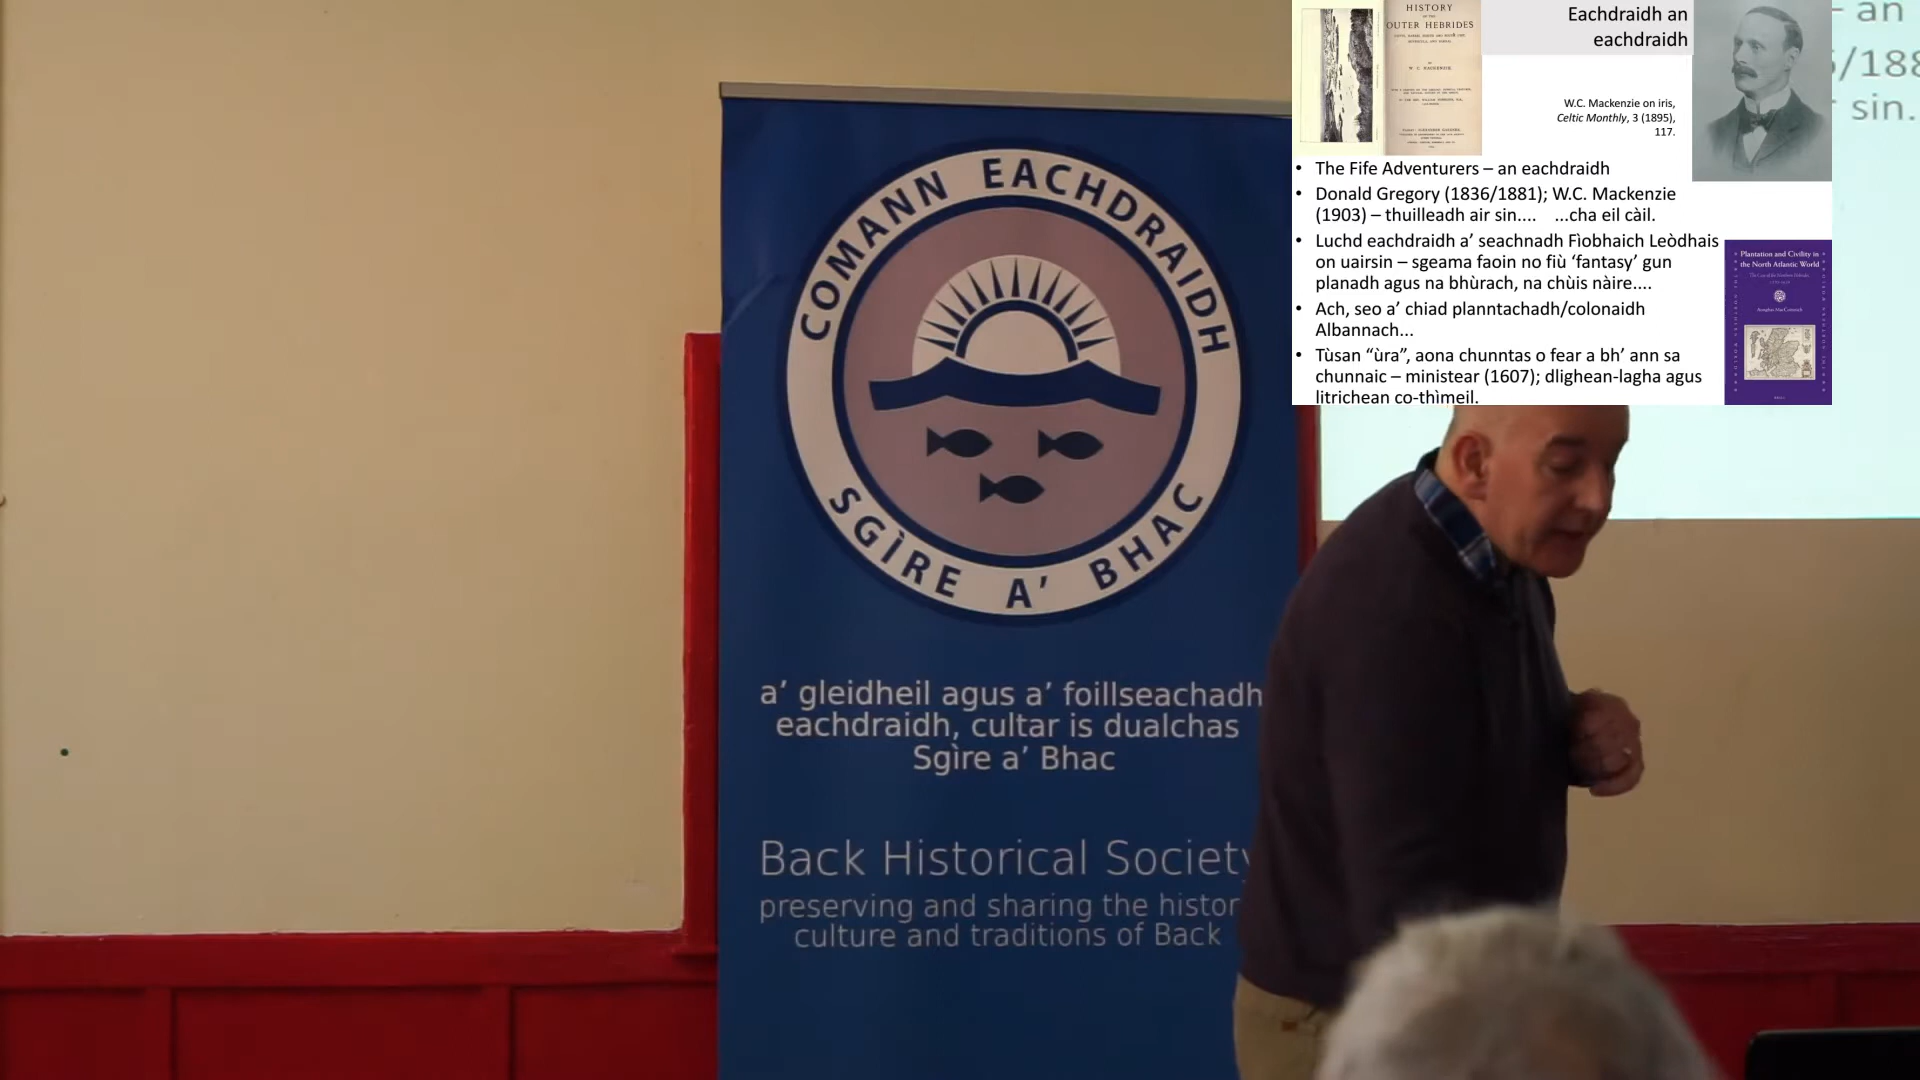 COMANN EACHDRAIDH
SGÌRE A’ BHAC
a’ gleidheil agus a’ foillseachadh
eachdraidh, cultar is dualchas
Sgìre a’ Bhac
Back Historical Society
preserving and sharing the histor
culture and traditions of Back
HISTORY
OF THE
OUTER HEBRIDES
W. C. MACKENZIE
Eachdraidh an
eachdraidh
W.C. Mackenzie on iris,
Celtic Monthly, 3 (1895),
117.
• The Fife Adventurers – an eachdraidh
• Donald Gregory (1836/1881); W.C. Mackenzie
(1903) – thuilleadh air sin.... ...cha eil càil.
• Luchd eachdraidh a’ seachnadh Fìobhaich Leòdhais
on uairsin – sgeama faoin no fiù ‘fantasy’ gun
planadh agus na bhùrach, na chùis nàire....
• Ach, seo a’ chiad planntachadh/colonaidh
Albannach...
• Tùsan “ùra”, aona chunntas o fear a bh’ ann sa
chunnaic – ministear (1607); dlighean-lagha agus
litrichean co-thìmeil.
Plantation and Civility in
the North Atlantic World
– an
/188
sin.